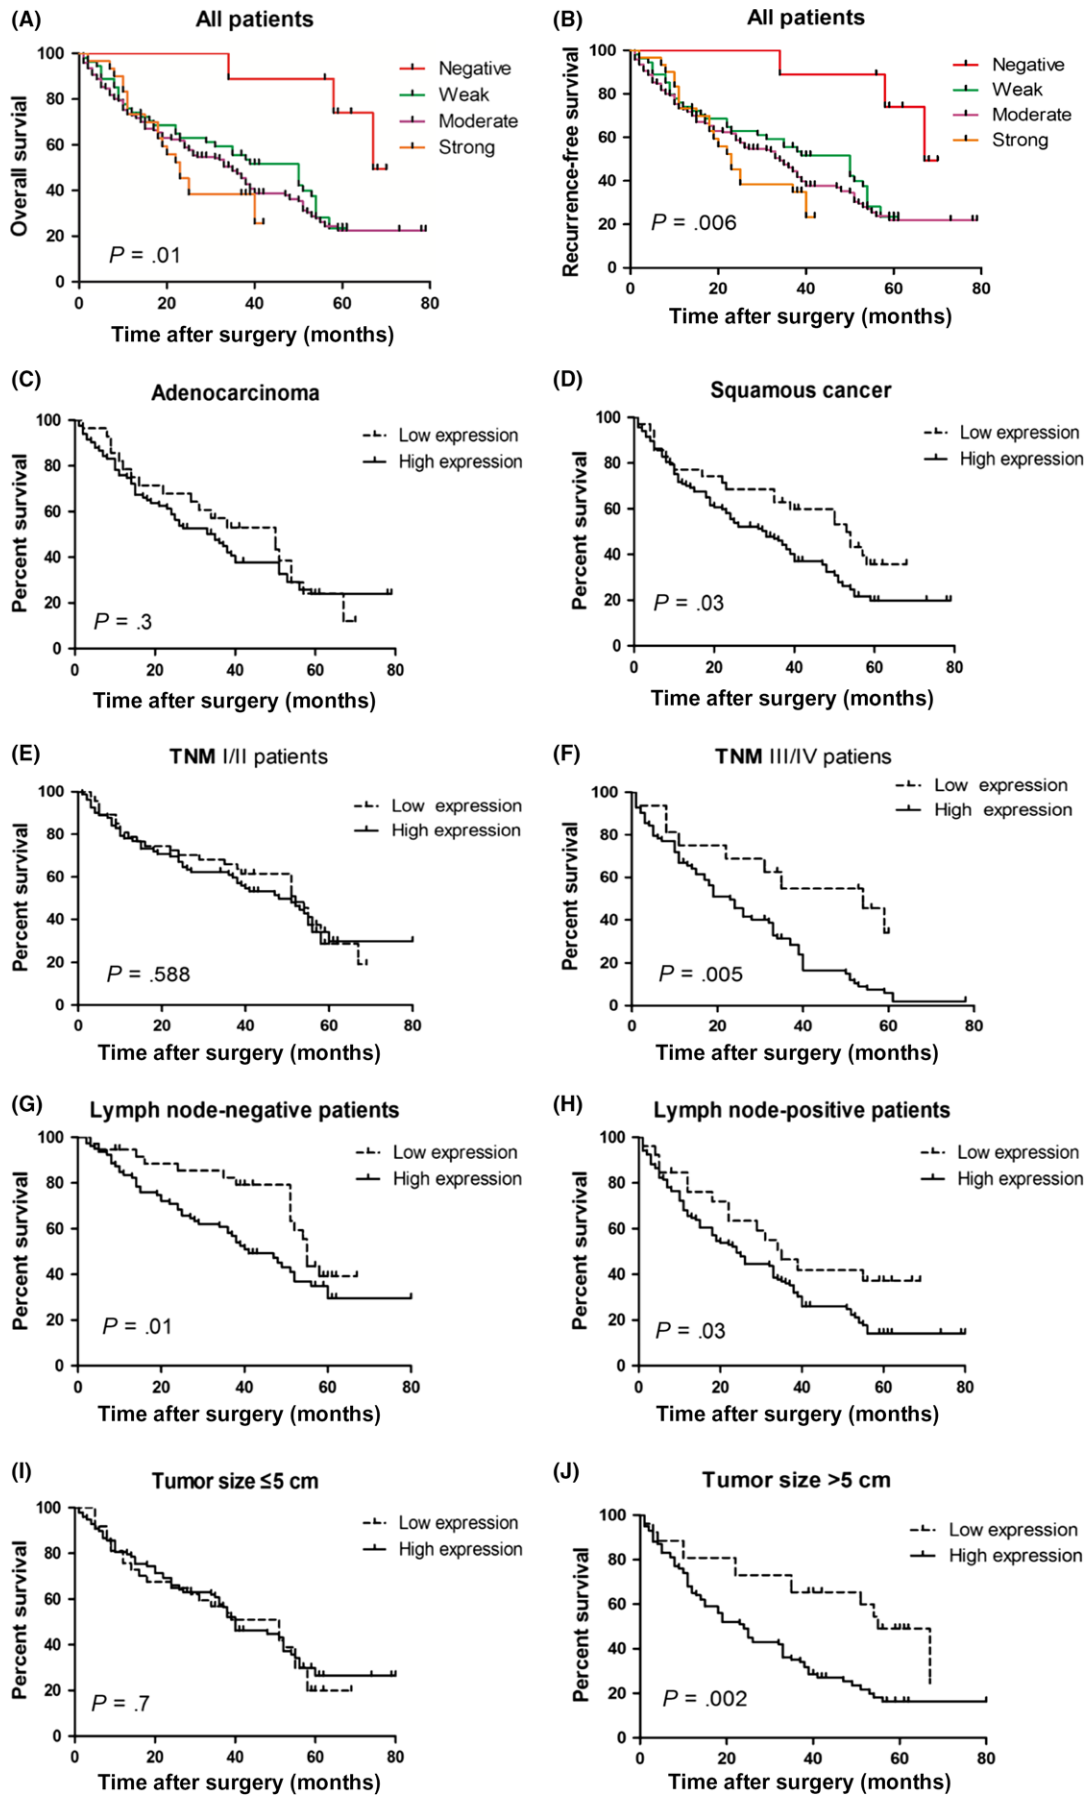 (A) All patients
Overall survival
100
80
60
40
20
0
Negative
Weak
Moderate
Strong
P = .01
0 20 40 60 80
Time after surgery (months)
(B) All patients
Recurrence-free survival
100
80
60
40
20
0
Negative
Weak
Moderate
Strong
P = .006
0 20 40 60 80
Time after surgery (months)
(C) Adenocarcinoma
Percent survival
100
80
60
40
20
0
Low expression
High expression
P = .3
0 20 40 60 80
Time after surgery (months)
(D) Squamous cancer
Percent survival
100
80
60
40
20
0
Low expression
High expression
P = .03
0 20 40 60 80
Time after surgery (months)
(E) TNM I/II patients
Percent survival
100
80
60
40
20
0
Low expression
High expression
P = .588
0 20 40 60 80
Time after surgery (months)
(F) TNM III/IV patiens
Percent survival
100
80
60
40
20
0
Low expression
High expression
P = .005
0 20 40 60 80
Time after surgery (months)
(G) Lymph node-negative patients
Percent survival
100
80
60
40
20
0
Low expression
High expression
P = .01
0 20 40 60 80
Time after surgery (months)
(H) Lymph node-positive patients
Percent survival
100
80
60
40
20
0
Low expression
High expression
P = .03
0 20 40 60 80
Time after surgery (months)
(I) Tumor size ≤5 cm
Percent survival
100
80
60
40
20
0
Low expression
High expression
P = .7
0 20 40 60 80
Time after surgery (months)
(J) Tumor size >5 cm
Percent survival
100
80
60
40
20
0
Low expression
High expression
P = .002
0 20 40 60 80
Time after surgery (months)